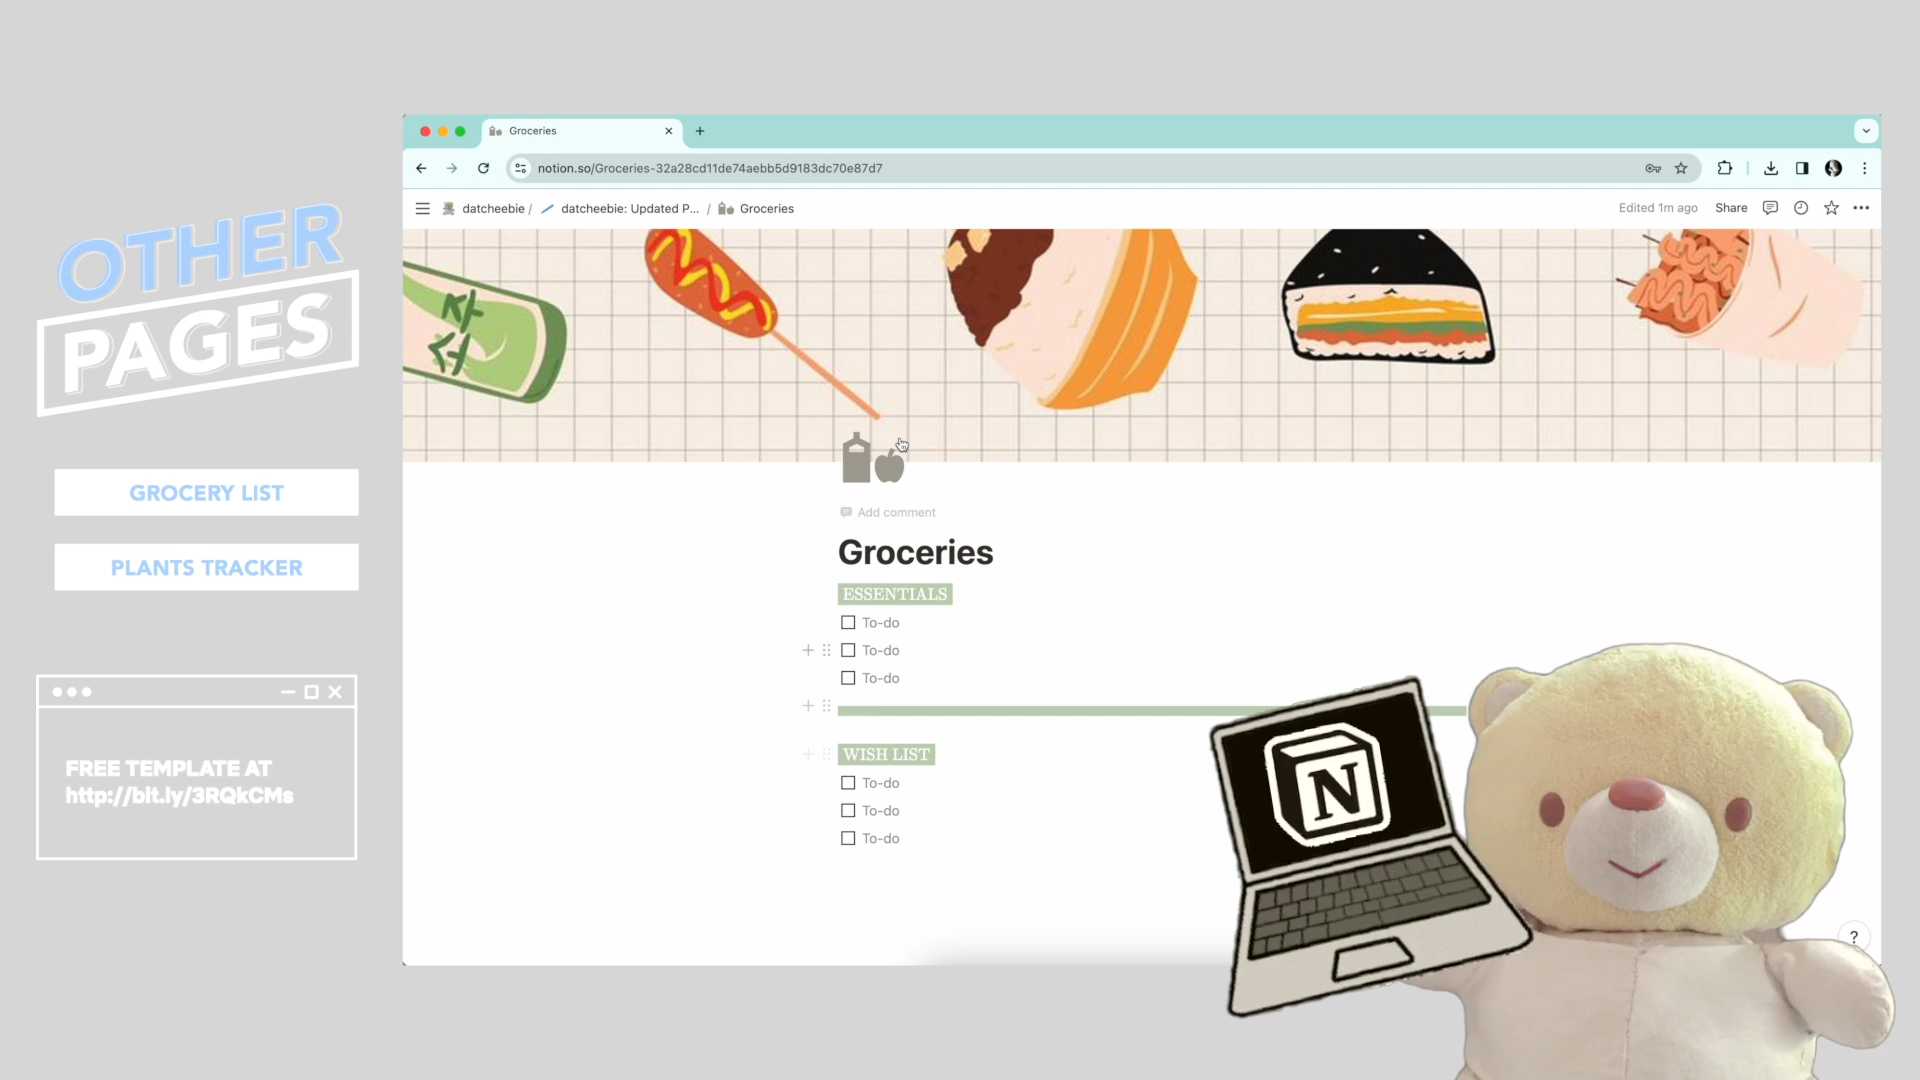 OTHER
PAGES
GROCERY LIST
PLANTS TRACKER
FREE TEMPLATE AT
http://bit.ly/3RQkCMs
Groceries
notion.so/Groceries-32a28cd11de74aebb5d9183dc70e87d7
datcheebie / datcheebie: Updated P... / Groceries
Edited 1m ago Share
Add comment
Groceries
ESSENTIALS
To-do
To-do
To-do
WISH LIST
To-do
To-do
To-do
N
?